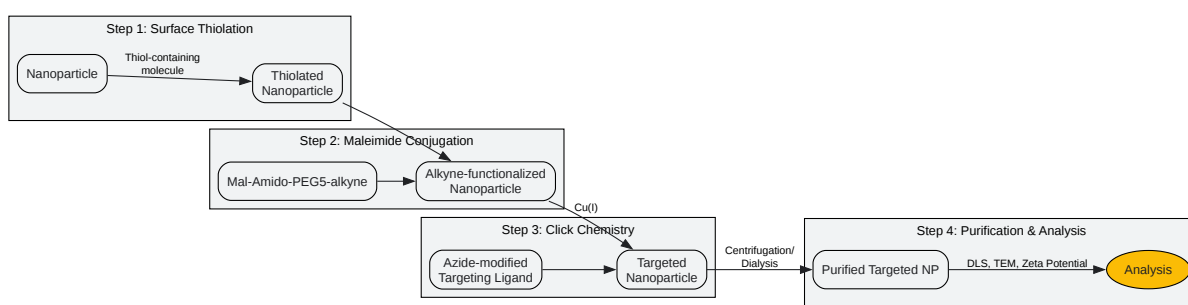 Step 1: Surface Thiolation
Nanoparticle
Thiol-containing
molecule
Thiolated
Nanoparticle
Step 2: Maleimide Conjugation
Mal-Amido-PEG5-alkyne
Alkyne-functionalized
Nanoparticle
Cu(I)
Step 3: Click Chemistry
Azide-modified
Targeting Ligand
Targeted
Nanoparticle
Centrifugation/
Dialysis
Step 4: Purification & Analysis
Purified Targeted NP
DLS, TEM, Zeta Potential
Analysis